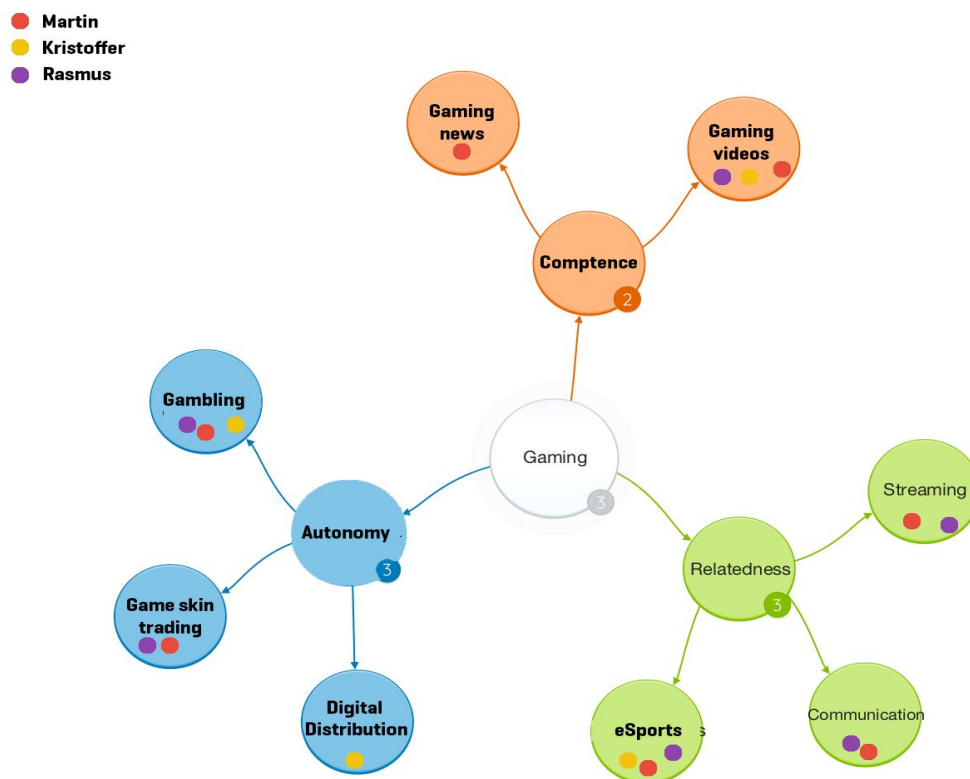 Martin
Kristoffer
Rasmus
Gaming
news
Gaming
videos
Comptence
2
Gambling
Gaming
3
Streaming
Autonomy
3
Relatedness
3
Game skin
trading
Digital
Distribution
eSports s
Communication